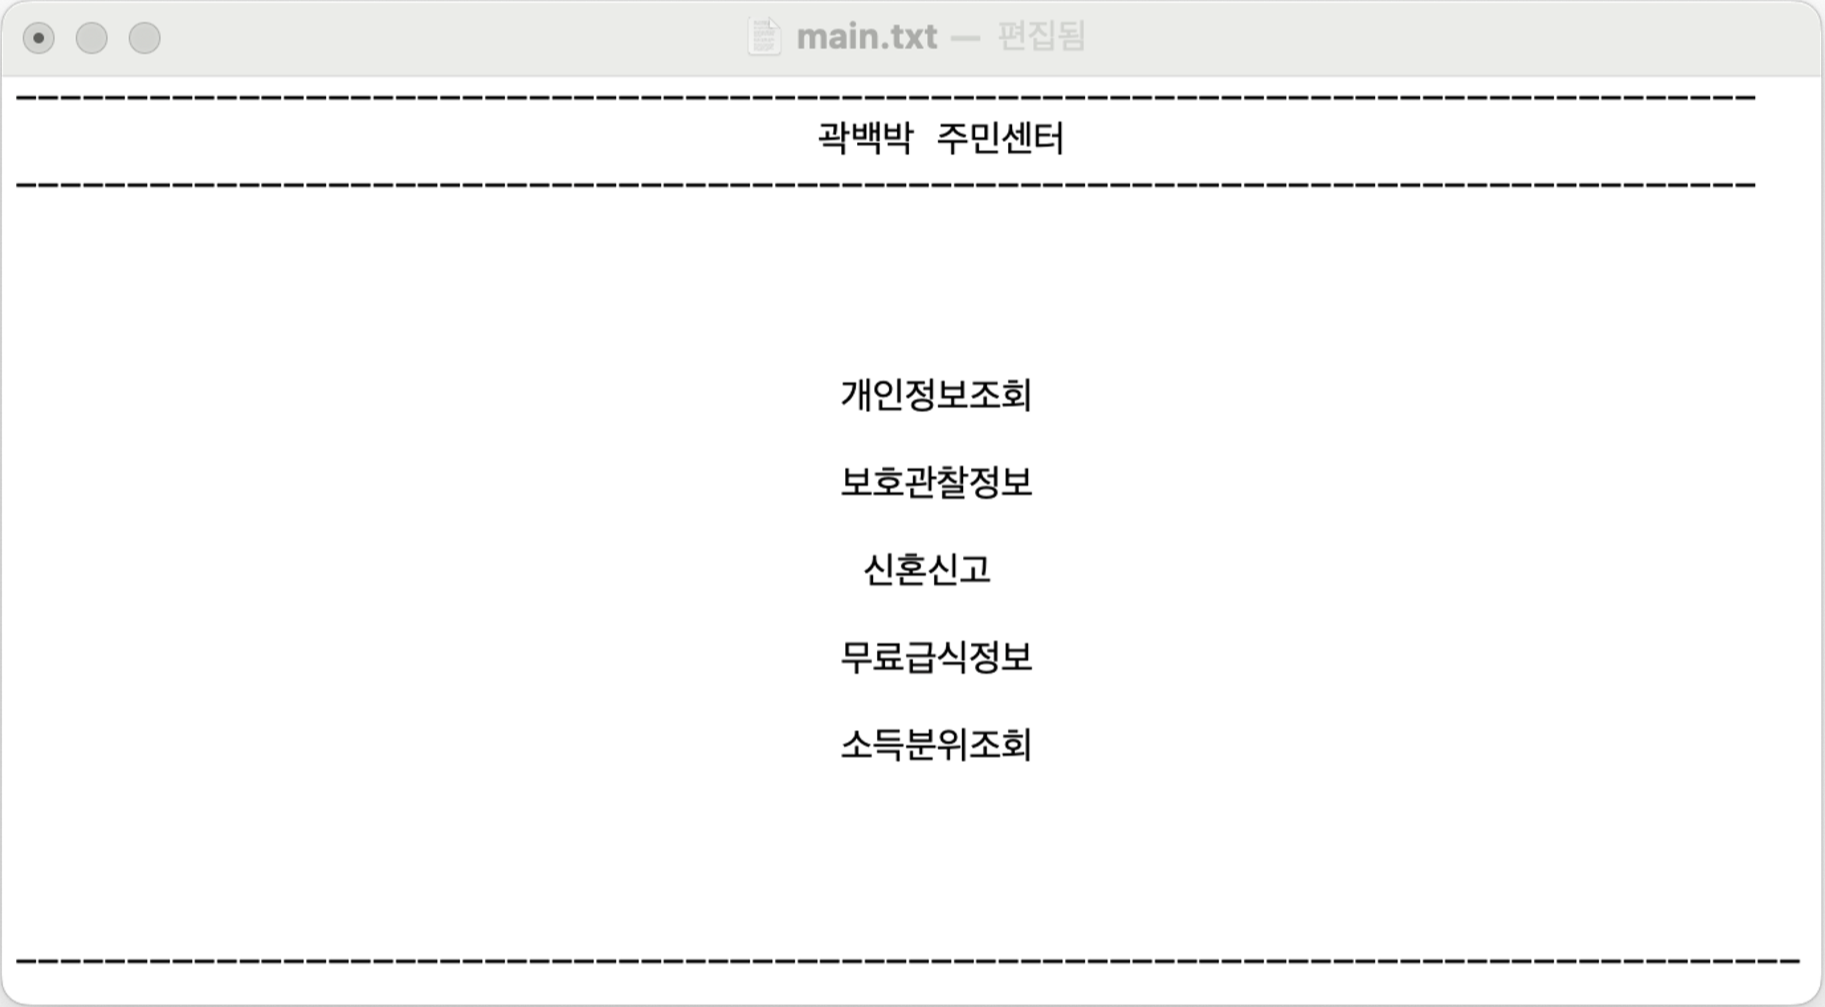 main.txt — 편집됨
------------------------------------------------------------------------------
곽백박 주민센터
------------------------------------------------------------------------------
개인정보조회
보호관찰정보
신혼신고
무료급식정보
소득분위조회
--------------------------------------------------------------------------------